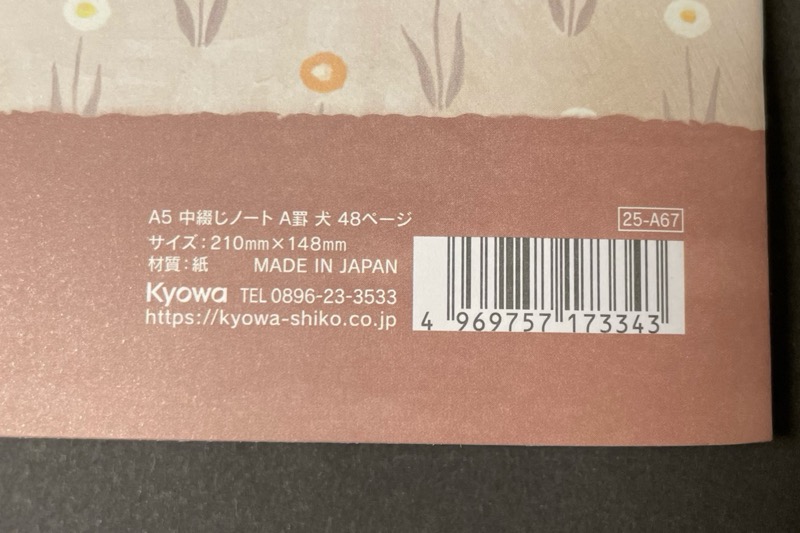 A5 中綴じノート A罫 犬 48ページ
25-A67
サイズ：210mm×148mm
材質：紙 MADE IN JAPAN
Kyowa TEL 0896-23-3533
https://kyowa-shiko.co.jp
4 969757 173343